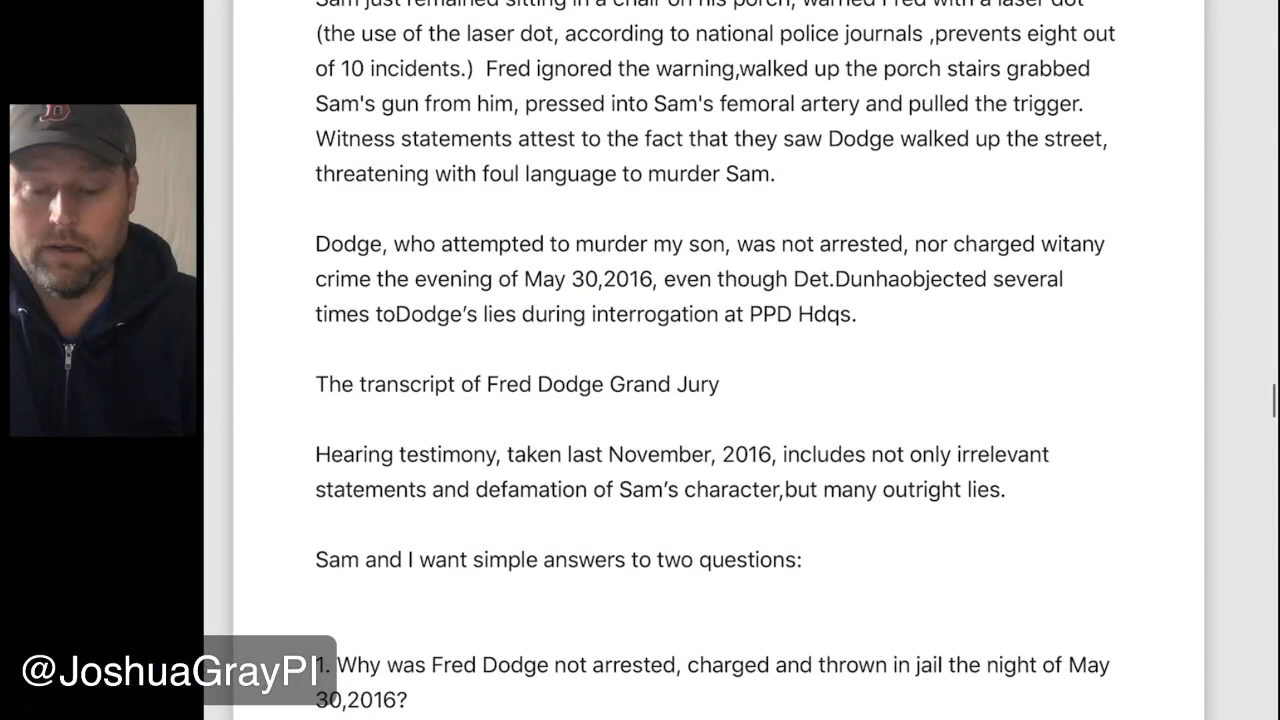 Sam just remained sitting in a chair on his porch, warned Fred with a laser dot
(the use of the laser dot, according to national police journals ,prevents eight out
of 10 incidents.)  Fred ignored the warning,walked up the porch stairs grabbed
Sam's gun from him, pressed into Sam's femoral artery and pulled the trigger.
Witness statements attest to the fact that they saw Dodge walked up the street,
threatening with foul language to murder Sam.
Dodge, who attempted to murder my son, was not arrested, nor charged witany
crime the evening of May 30,2016, even though Det.Dunhaobjected several
times toDodge’s lies during interrogation at PPD Hdqs.
The transcript of Fred Dodge Grand Jury
Hearing testimony, taken last November, 2016, includes not only irrelevant
statements and defamation of Sam’s character,but many outright lies.
Sam and I want simple answers to two questions:
1. Why was Fred Dodge not arrested, charged and thrown in jail the night of May
30,2016?
@JoshuaGrayPI
B